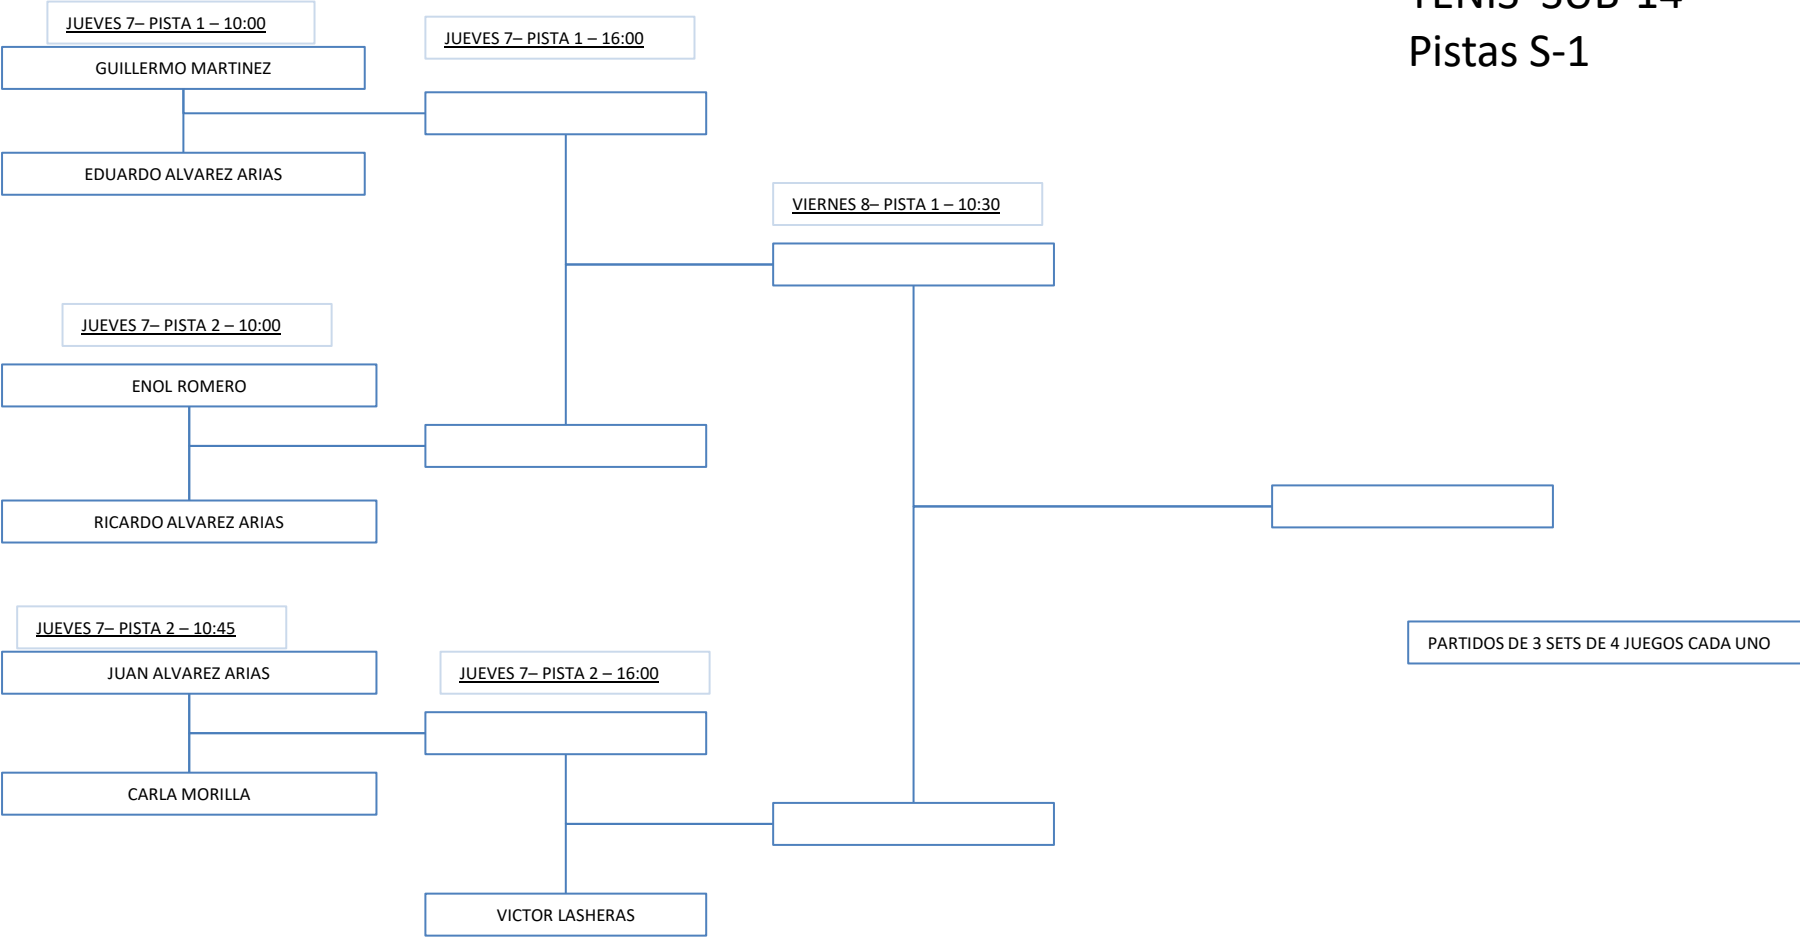 TENIS SUB-14
Pistas S-1
JUEVES 7– PISTA 1 – 10:00
GUILLERMO MARTINEZ
EDUARDO ALVAREZ ARIAS
JUEVES 7– PISTA 1 – 16:00
VIERNES 8– PISTA 1 – 10:30
JUEVES 7– PISTA 2 – 10:00
ENOL ROMERO
RICARDO ALVAREZ ARIAS
JUEVES 7– PISTA 2 – 10:45
JUAN ALVAREZ ARIAS
CARLA MORILLA
JUEVES 7– PISTA 2 – 16:00
VICTOR LASHERAS
PARTIDOS DE 3 SETS DE 4 JUEGOS CADA UNO